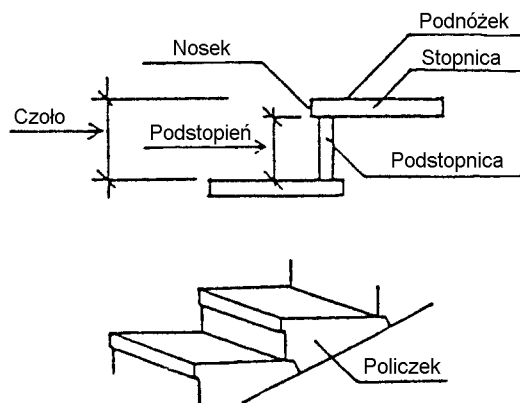 Podnóżek
Nosek
Stopnica
Czoło
Podstopień
Podstopnica
Policzek